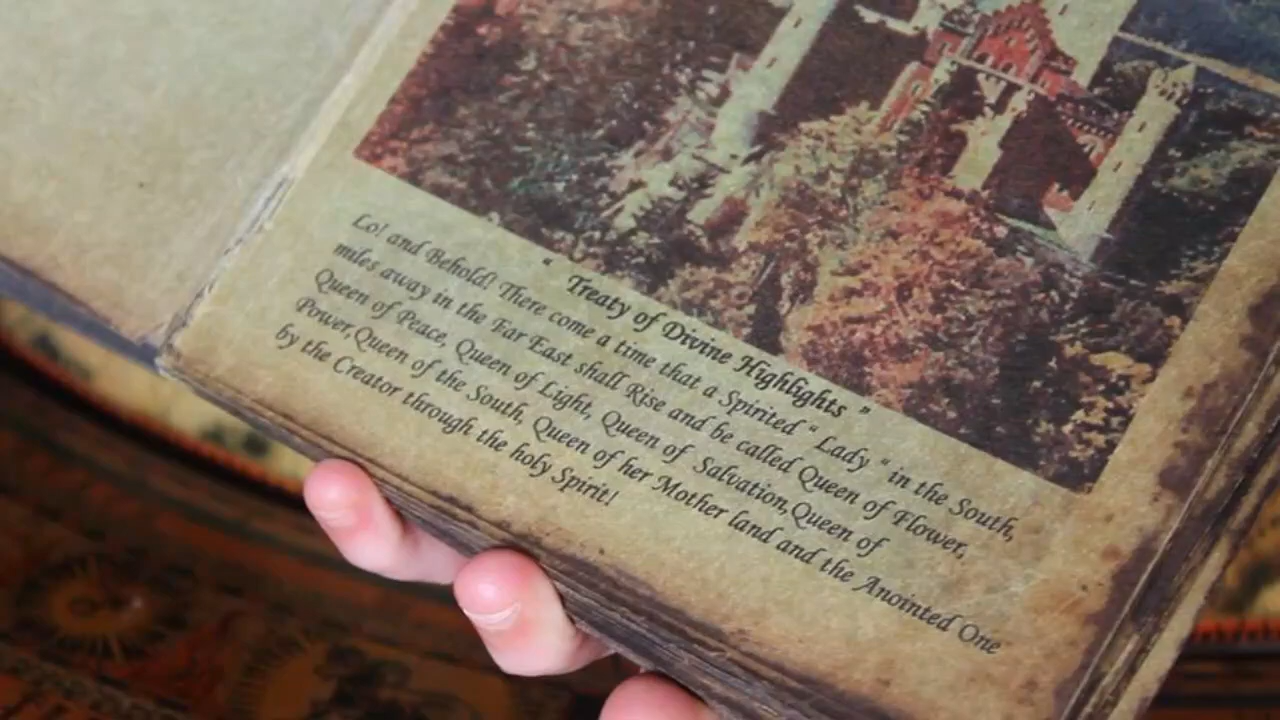 “ Treaty of Divine Highlights ”
Lo! and Behold! There come a time that a Spirited “ Lady “ in the South,
miles away in the Far East shall Rise and be called Queen of Flower,
Queen of Peace, Queen of Light, Queen of Salvation,Queen of
Power,Queen of the South, Queen of her Mother land and the Anointed One
by the Creator through the holy Spirit!